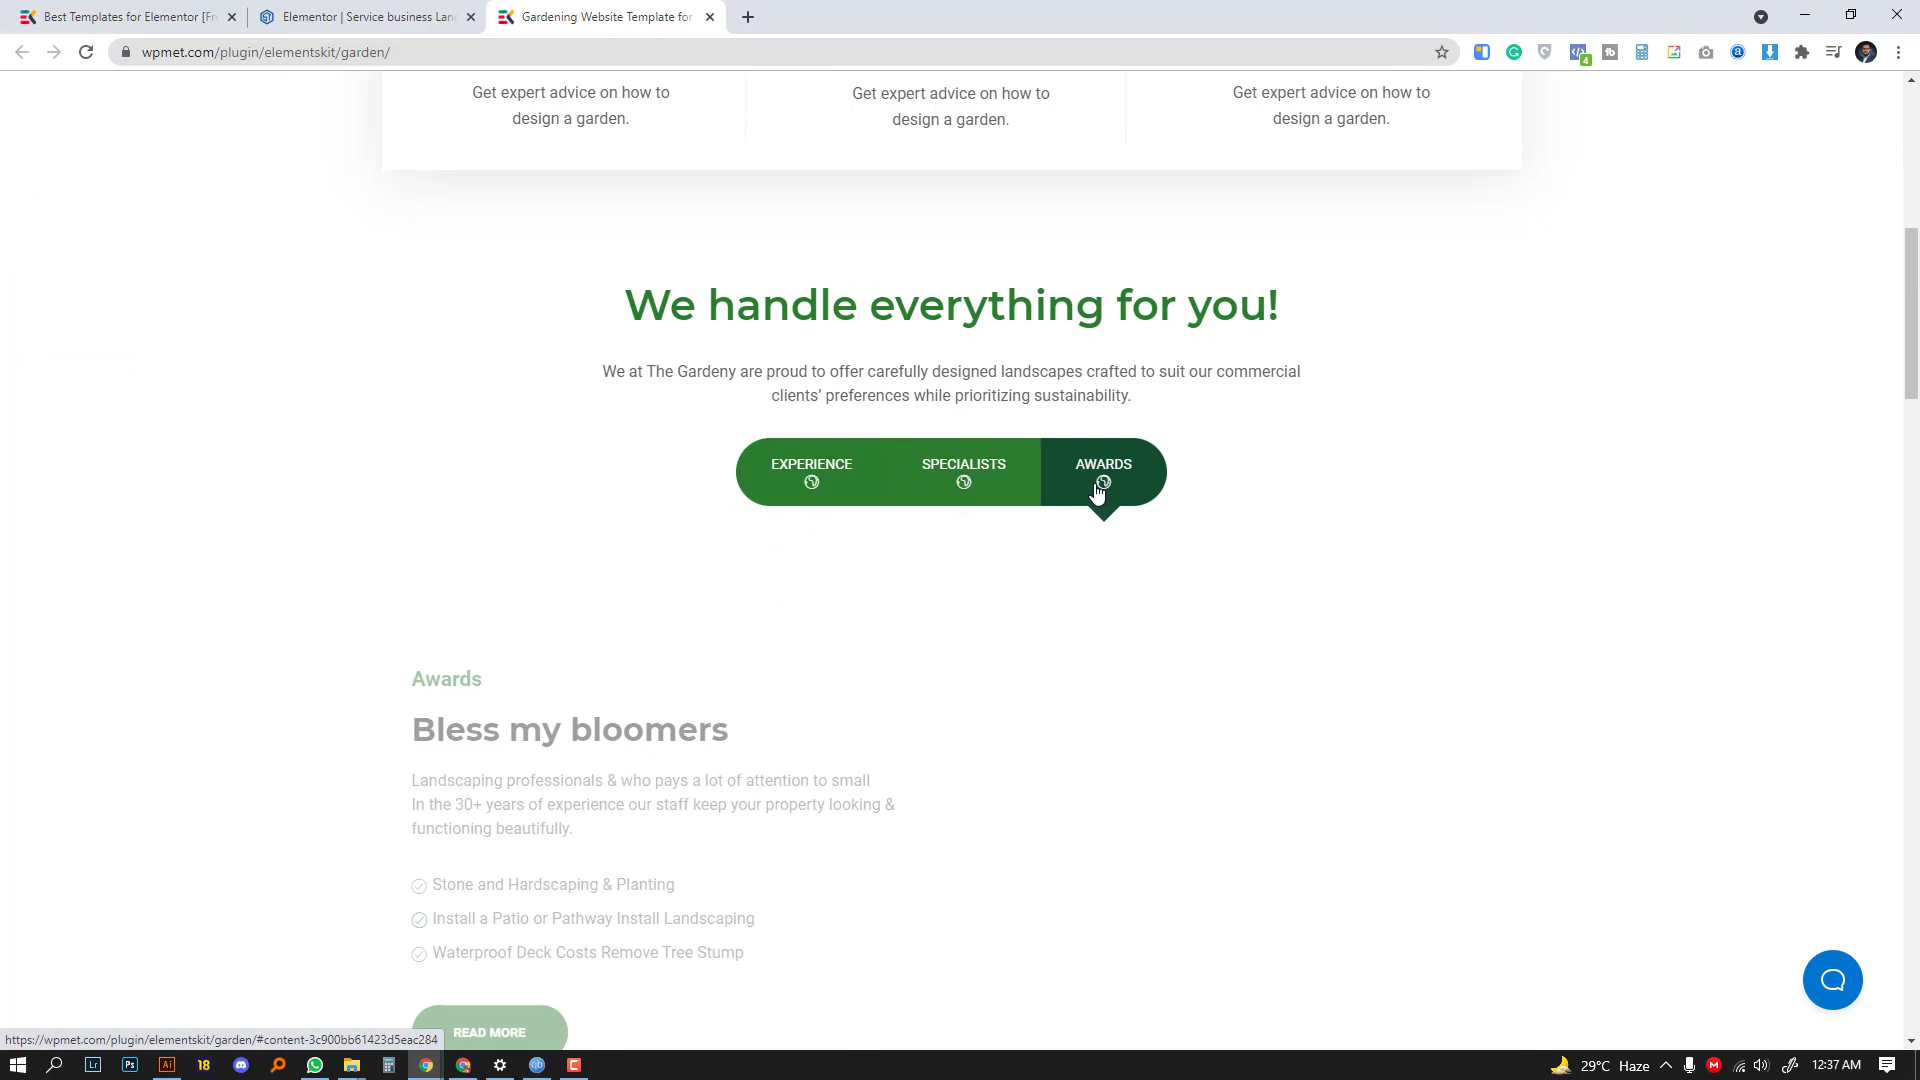 Best Templates for Elementor [Fr
Elementor | Service business Lan
Gardening Website Template for
wpmet.com/plugin/elementskit/garden/
4
Get expert advice on how to
design a garden.
Get expert advice on how to
design a garden.
Get expert advice on how to
design a garden.
We handle everything for you!
We at The Gardeny are proud to offer carefully designed landscapes crafted to suit our commercial
clients’ preferences while prioritizing sustainability.
EXPERIENCE
SPECIALISTS
AWARDS
Awards
Bless my bloomers
Landscaping professionals & who pays a lot of attention to small
In the 30+ years of experience our staff keep your property looking &
functioning beautifully.
Stone and Hardscaping & Planting
Install a Patio or Pathway Install Landscaping
Waterproof Deck Costs Remove Tree Stump
READ MORE
https://wpmet.com/plugin/elementskit/garden/#content-3c900bb61423d5eac284
Lr
Ps
Ai
18
qb
C
29°C Haze
M
12:37 AM